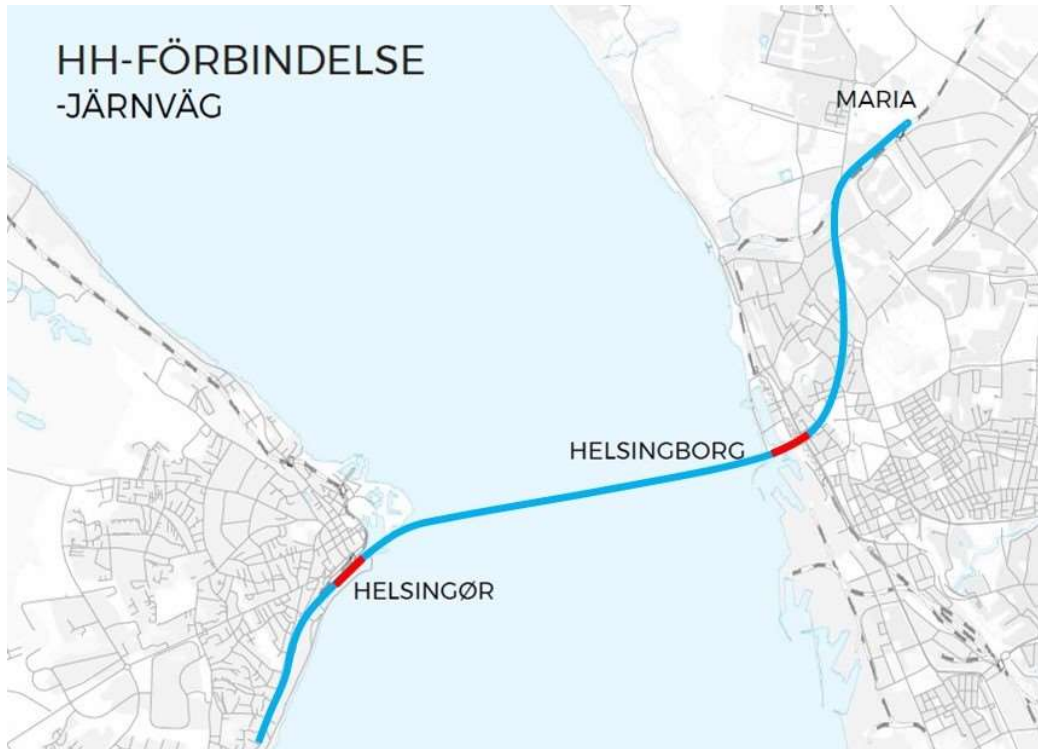 HH-FÖRBINDELSE
-JÄRNVÄG
MARIA
HELSINGBORG
HELSINGØR